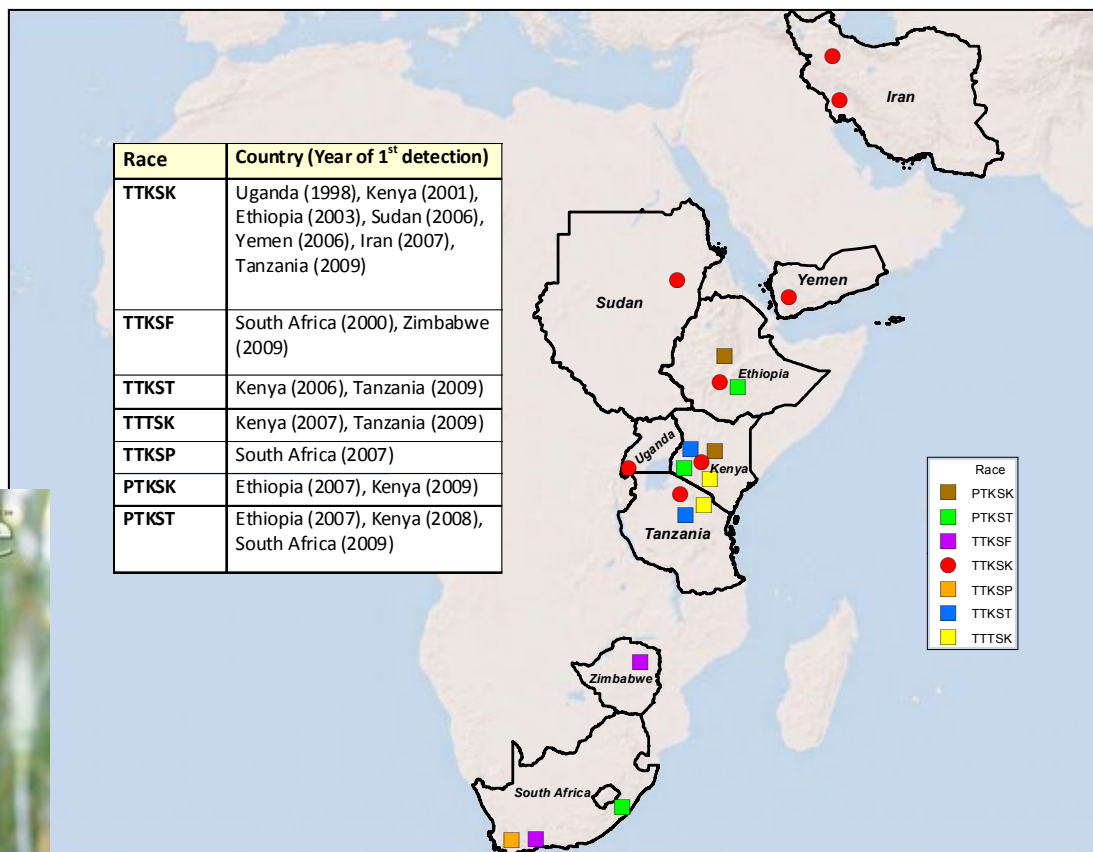 Race Country (Year of 1st detection)
TTKSK Uganda (1998), Kenya (2001),
Ethiopia (2003), Sudan (2006),
Yemen (2006), Iran (2007),
Tanzania (2009)
TTKSF South Africa (2000), Zimbabwe
(2009)
TTKST Kenya (2006), Tanzania (2009)
TTTSK Kenya (2007), Tanzania (2009)
TTKSP South Africa (2007)
PTKSK Ethiopia (2007), Kenya (2009)
PTKST Ethiopia (2007), Kenya (2008),
South Africa (2009)
Iran
Yemen
Sudan
Ethiopia
Uganda
Kenya
Tanzania
Zimbabwe
South Africa
Race
PTKSK
PTKST
TTKSF
TTKSK
TTKSP
TTKST
TTTSK